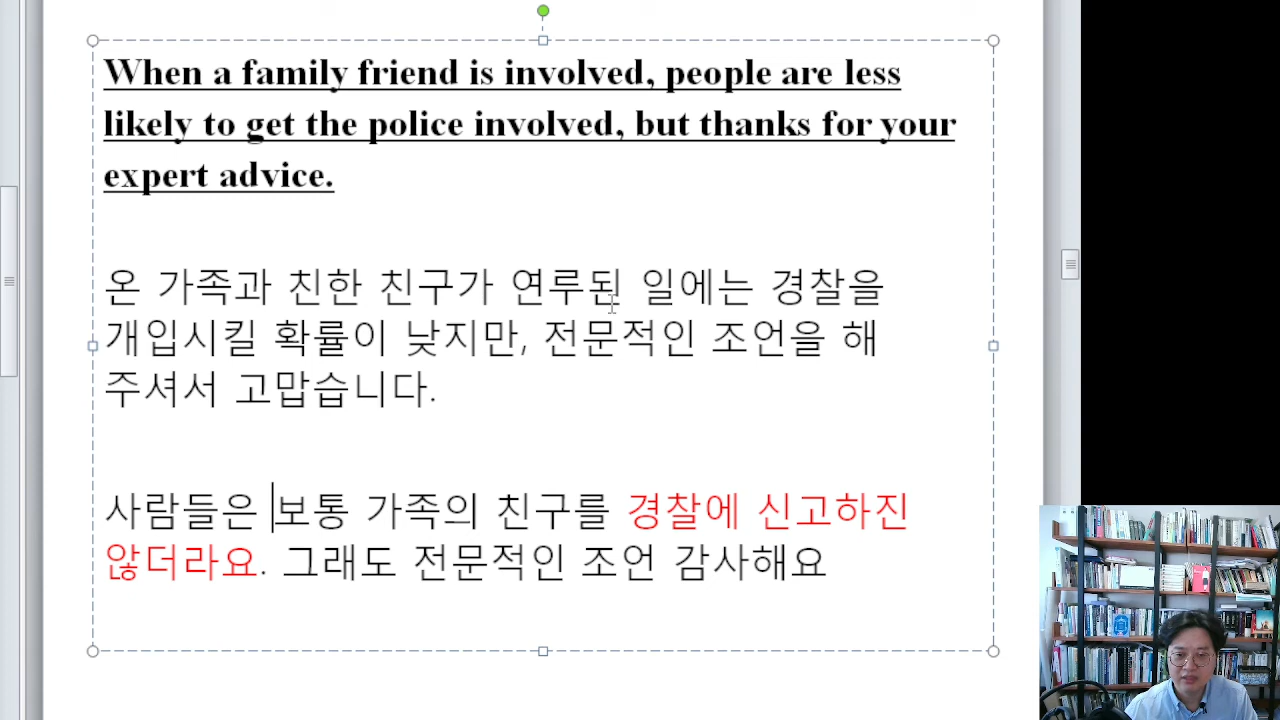 When a family friend is involved, people are less
likely to get the police involved, but thanks for your
expert advice.
온 가족과 친한 친구가 연루된 일에는 경찰을
개입시킬 확률이 낮지만, 전문적인 조언을 해
주셔서 고맙습니다.
사람들은 보통 가족의 친구를 경찰에 신고하진
않더라요. 그래도 전문적인 조언 감사해요